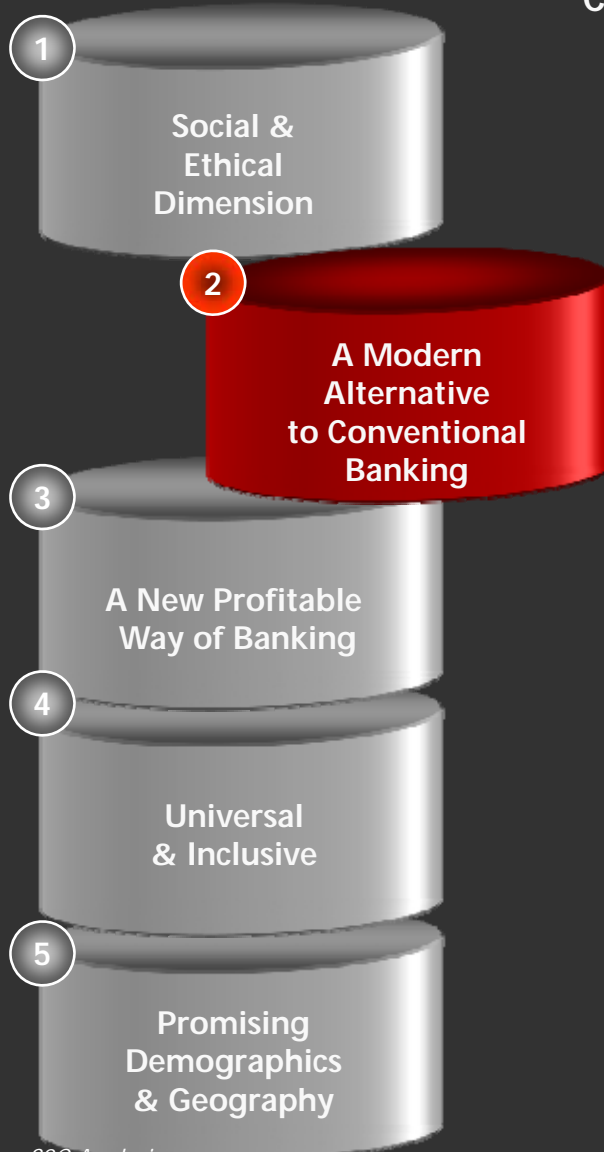 1
Social &
Ethical
Dimension
2
A Modern
Alternative
to Conventional
Banking
3
A New Profitable
Way of Banking
4
Universal
& Inclusive
5
Promising
Demographics
& Geography